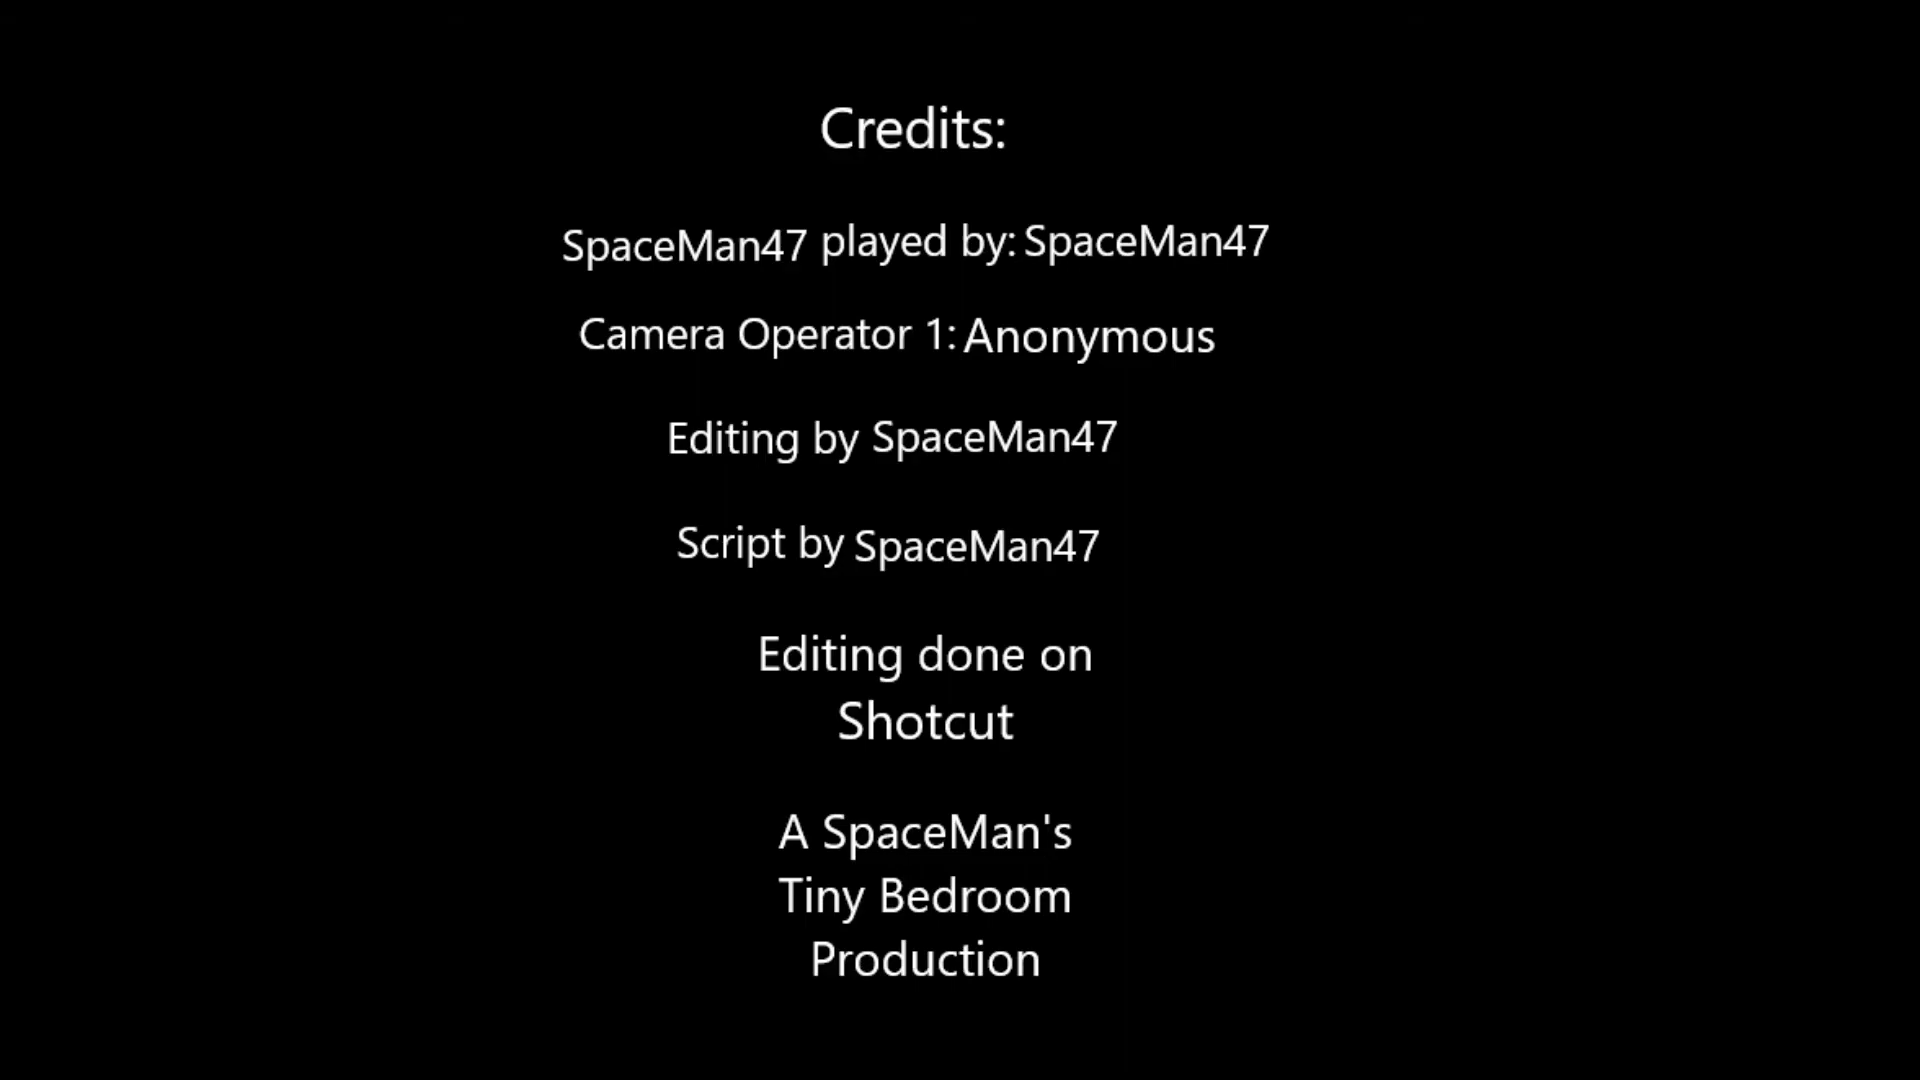 Credits:
SpaceMan47 played by: SpaceMan47
Camera Operator 1: Anonymous
Editing by SpaceMan47
Script by SpaceMan47
Editing done on
Shotcut
A SpaceMan's
Tiny Bedroom
Production